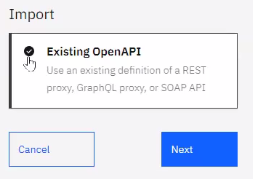 Import
Existing OpenAPI
Use an existing definition of a REST
proxy, GraphQL proxy, or SOAP API
Cancel
Next